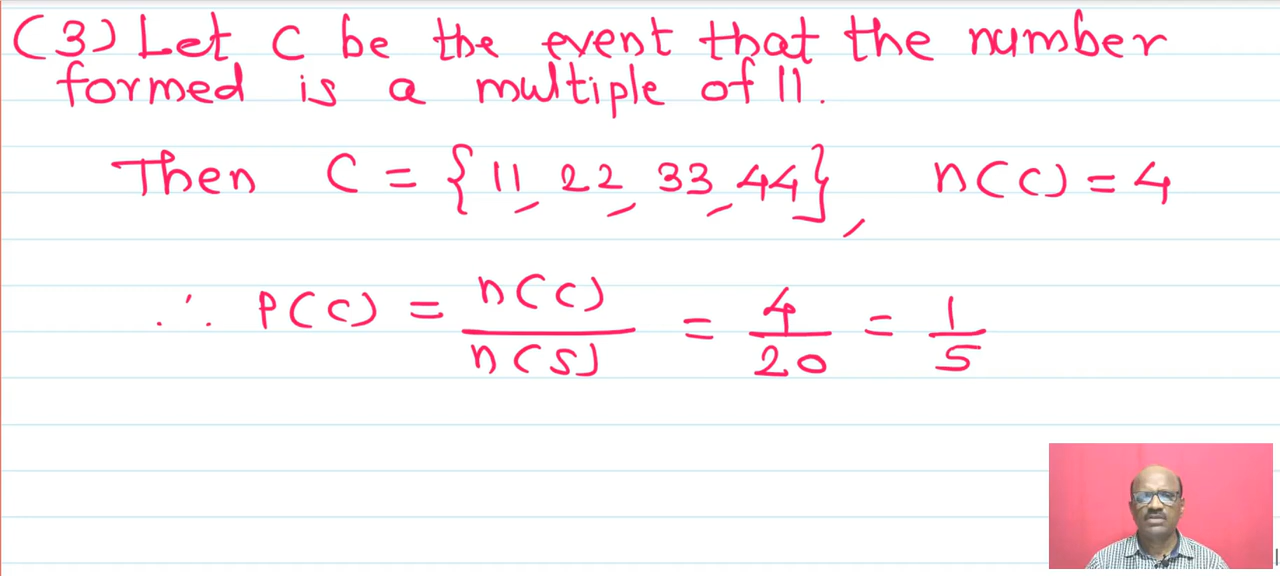 (3) Let C be the event that the number
formed is a multiple of 11.
Then C = {11, 22, 33, 44}, n(C) = 4
∴ P(C) = n(C)/n(S) = 4/20 = 1/5